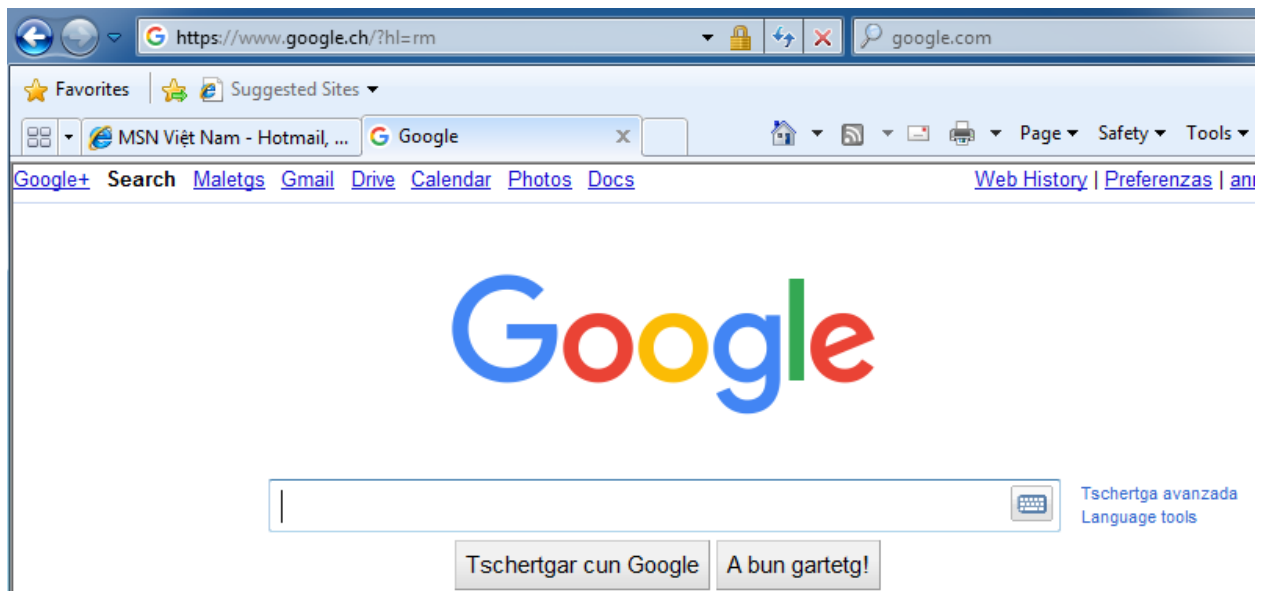 https://www.google.ch/?hl=rm google.com
Favorites Suggested Sites
MSN Việt Nam - Hotmail, ... Google Page Safety Tools
Google+ Search Maletgs Gmail Drive Calendar Photos Docs Web History | Preferenzas |
Google
Tschertga avanzada
Language tools
Tschertgar cun Google A bun gartetg!